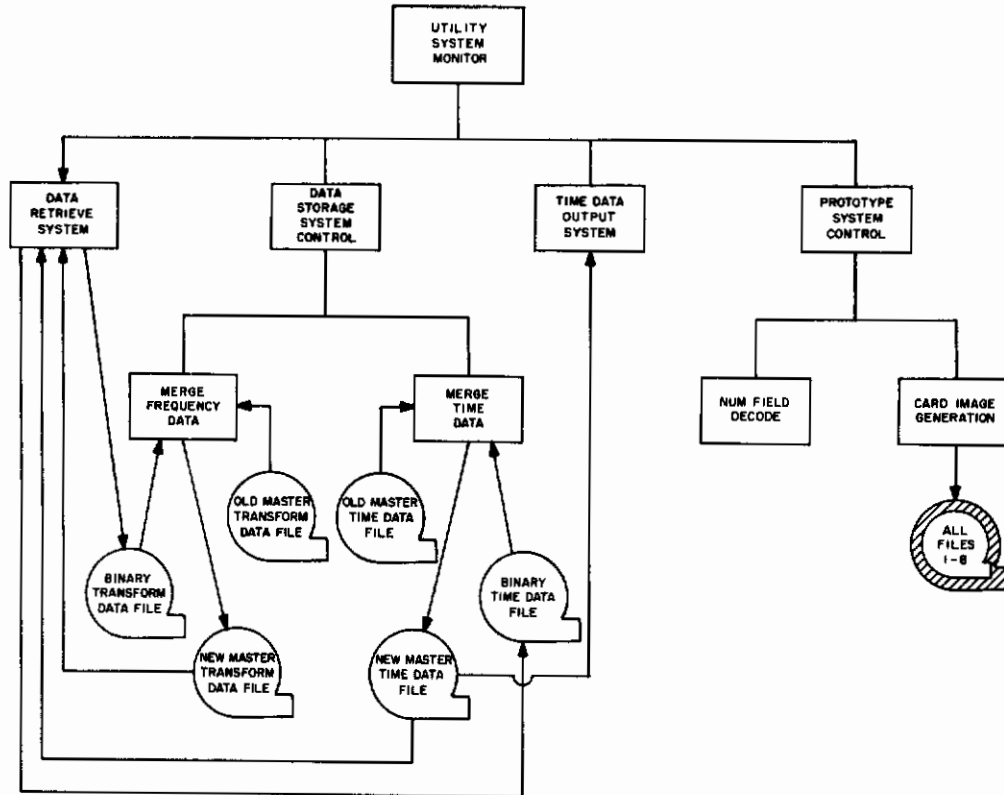 UTILITY
SYSTEM
MONITOR
DATA
RETRIEVE
SYSTEM
DATA
STORAGE
SYSTEM
CONTROL
TIME DATA
OUTPUT
SYSTEM
PROTOTYPE
SYSTEM
CONTROL
MERGE
FREQUENCY
DATA
MERGE
TIME
DATA
NUM FIELD
DECODE
CARD IMAGE
GENERATION
OLD MASTER
TRANSFORM
DATA FILE
OLD MASTER
TIME DATA
FILE
ALL
FILES
1-8
BINARY
TRANSFORM
DATA FILE
BINARY
TIME DATA
FILE
NEW MASTER
TRANSFORM
DATA FILE
NEW MASTER
TIME DATA
FILE